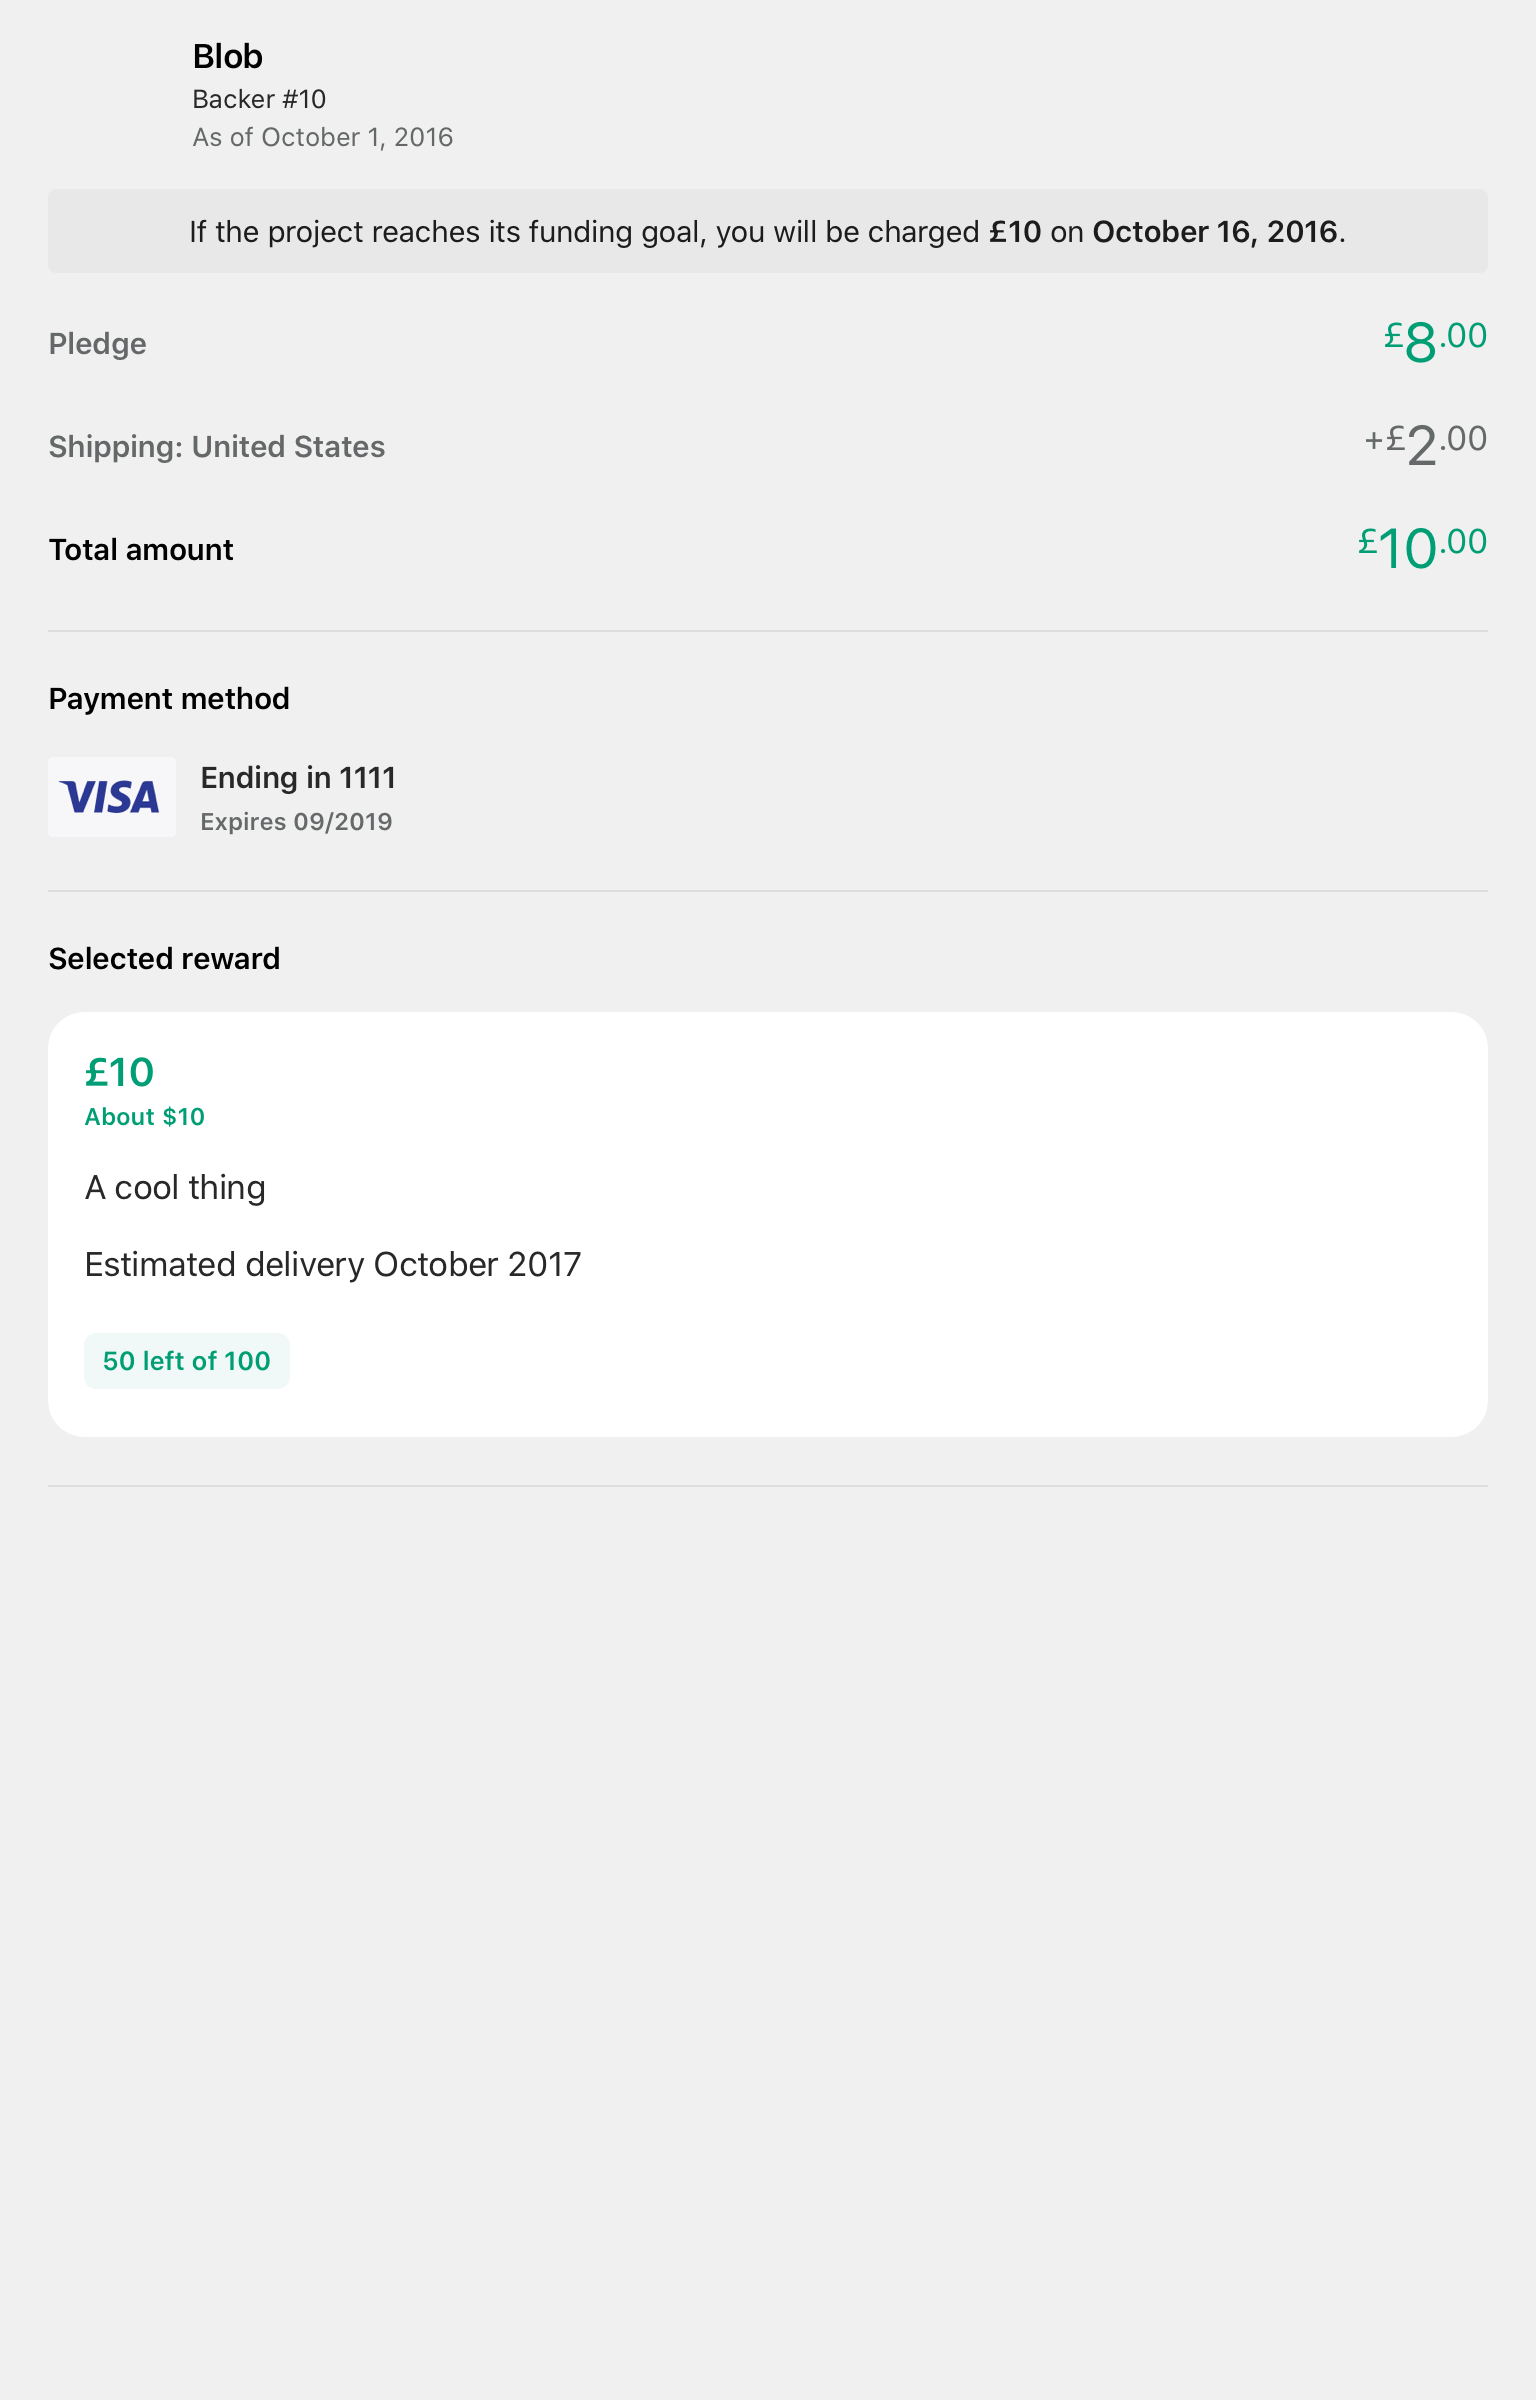 Blob
Backer #10
As of October 1, 2016
If the project reaches its funding goal, you will be charged £10 on October 16, 2016.
Pledge £8.00
Shipping: United States +£2.00
Total amount £10.00
Payment method
VISA Ending in 1111
Expires 09/2019
Selected reward
£10
About $10
A cool thing
Estimated delivery October 2017
50 left of 100